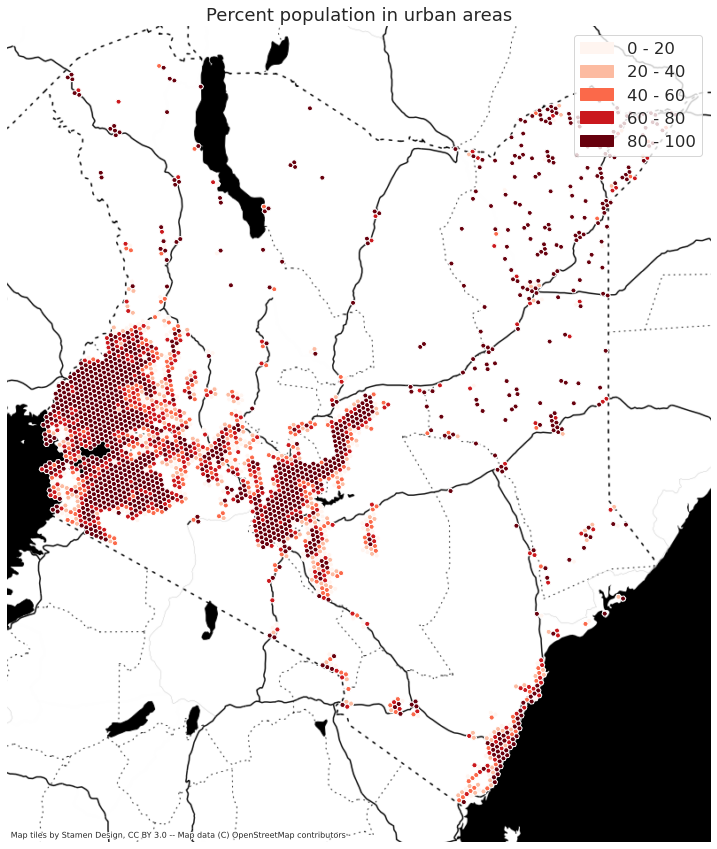 Percent population in urban areas
0 - 20
20 - 40
40 - 60
60 - 80
80 - 100
Map tiles by Stamen Design, CC BY 3.0 -- Map data (C) OpenStreetMap contributors